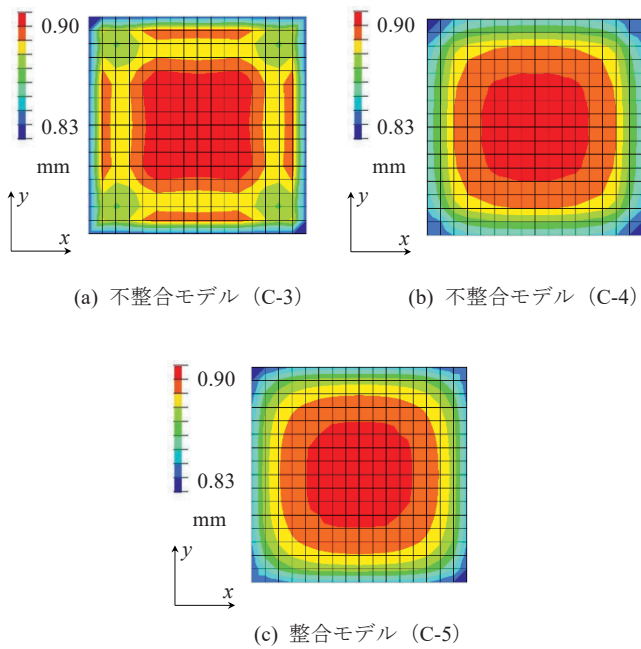 0.90
0.83
mm
y
x
(a) 不整合モデル（C-3）
0.90
0.83
mm
y
x
(b) 不整合モデル（C-4）
0.90
0.83
mm
y
x
(c) 整合モデル（C-5）